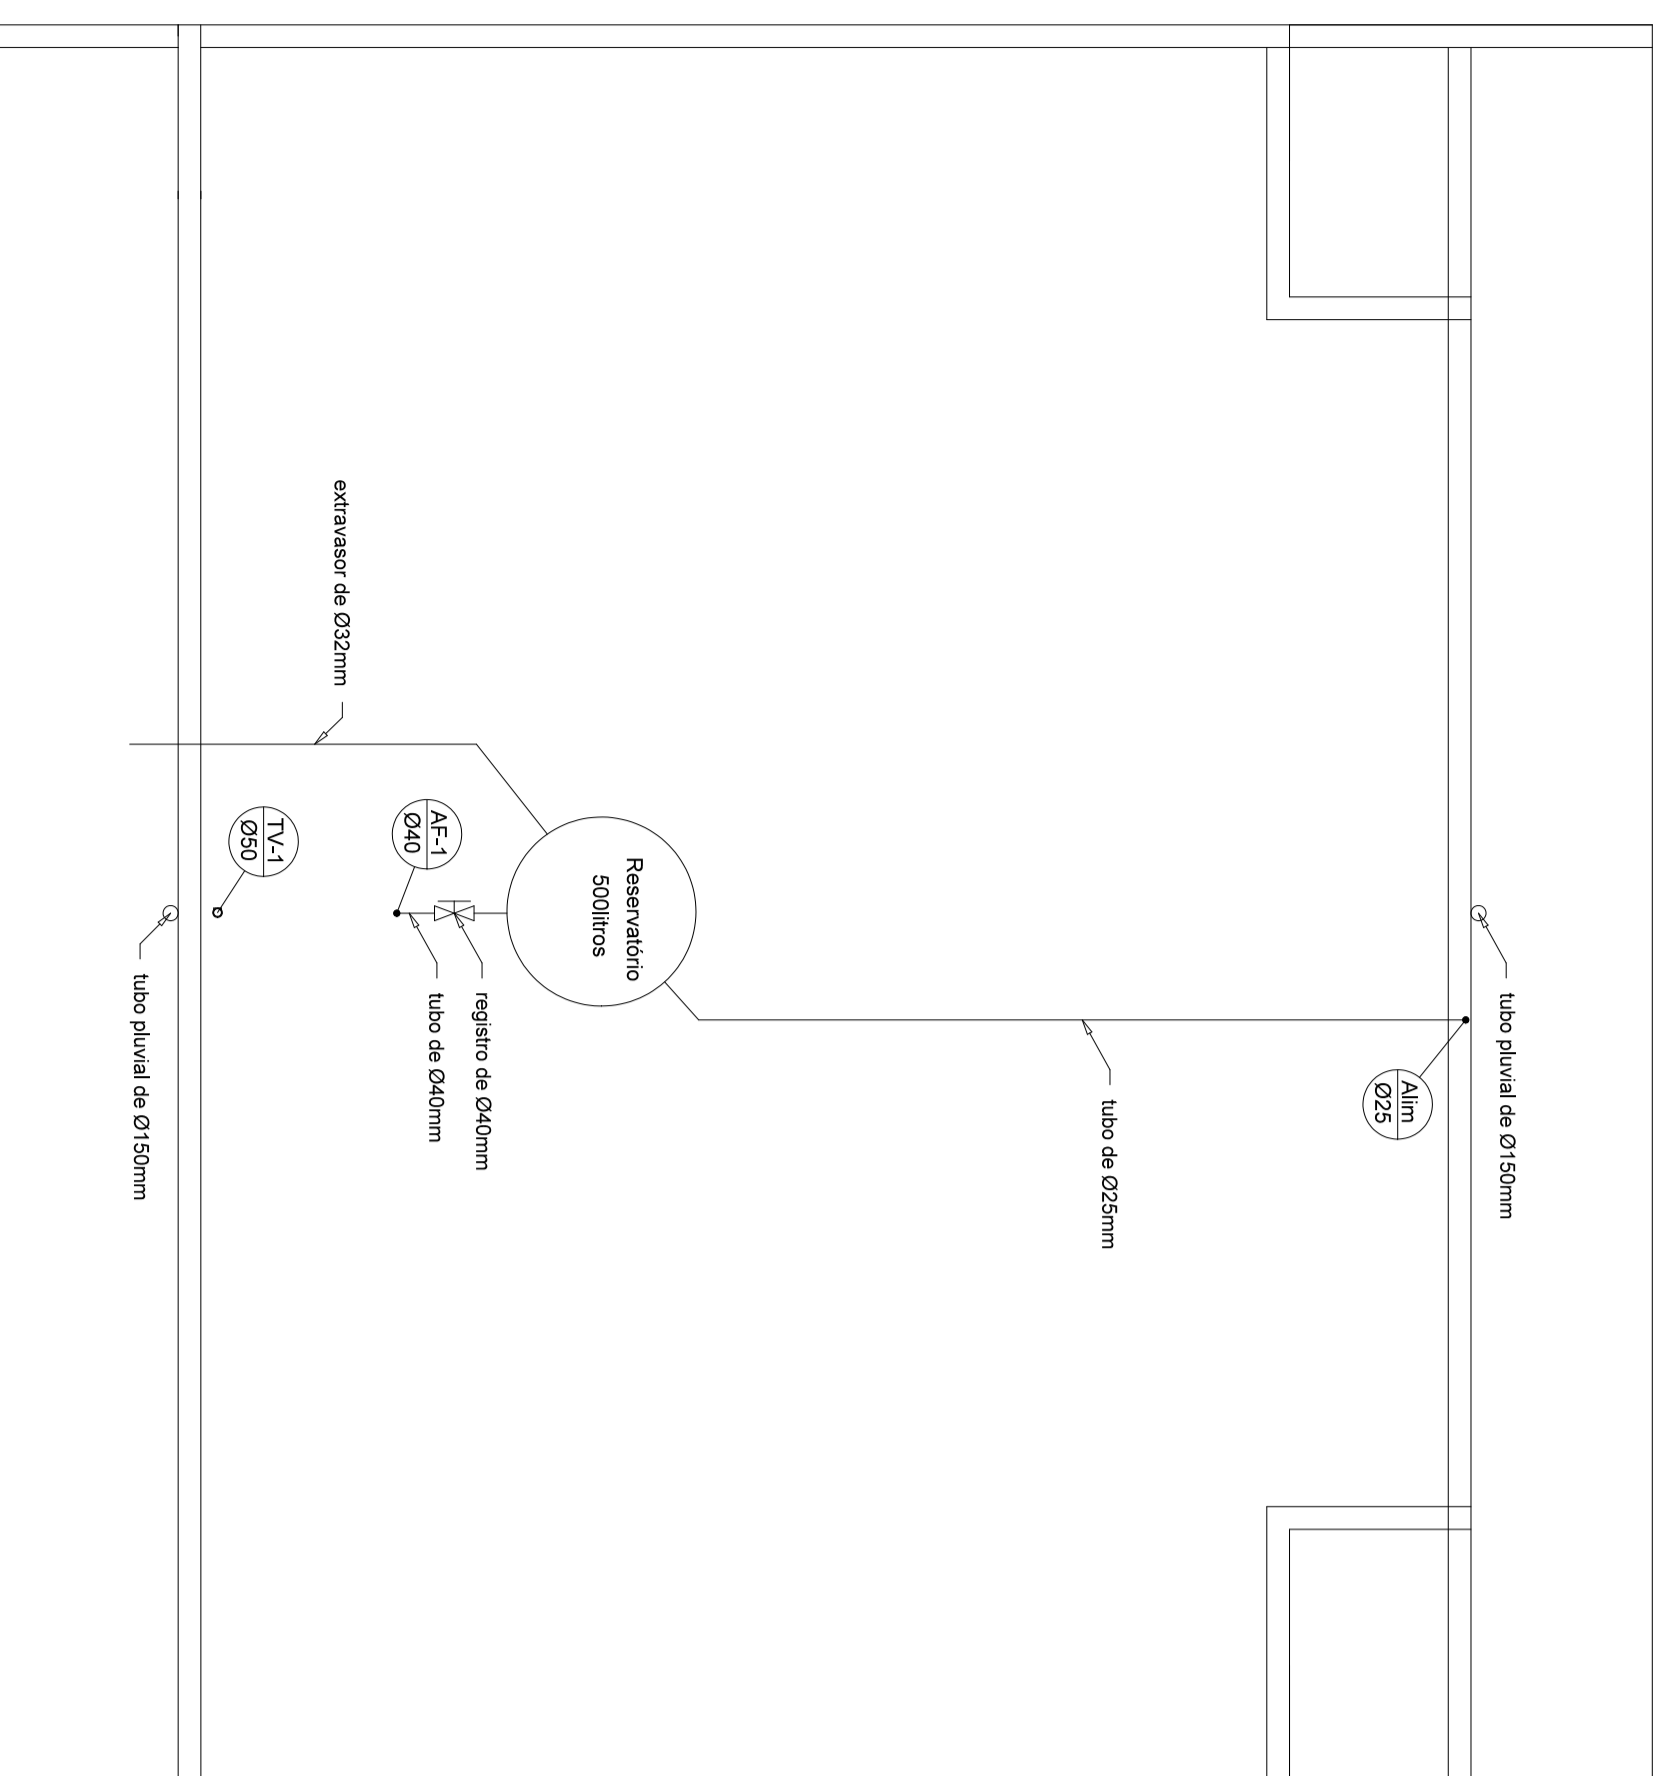 tubo pluvial de Ø150mm
Alim
Ø25
tubo de Ø25mm
Reservatório
500litros
registro de Ø40mm
tubo de Ø40mm
AF-1
Ø40
extravasor de Ø32mm
TV-1
Ø50
tubo pluvial de Ø150mm